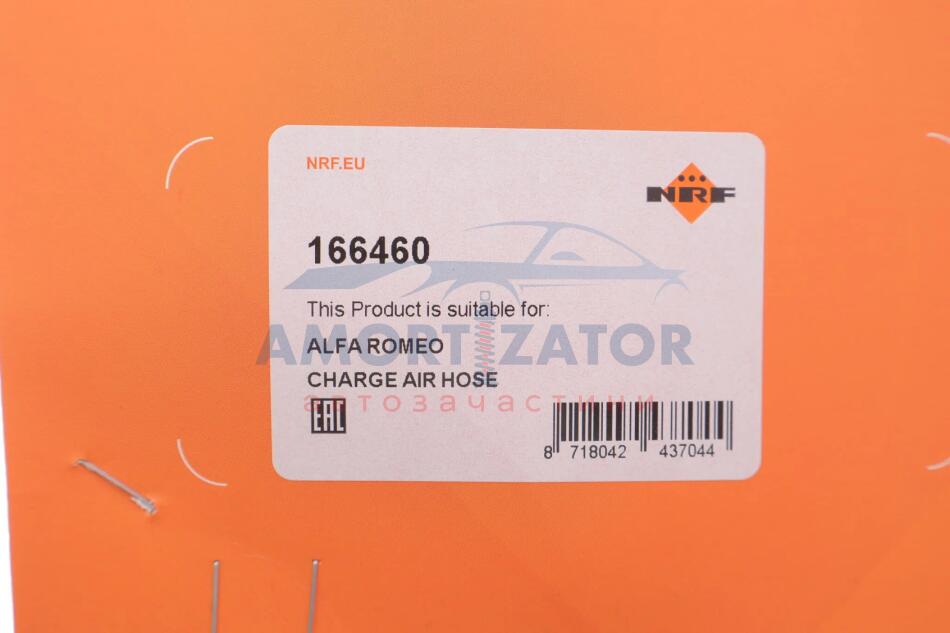 NRF.EU
NRF
166460
This Product is suitable for:
AMORTIZATOR
ALFA ROMEO
CHARGE AIR HOSE
автозачастини
EAC
8 718042 437044